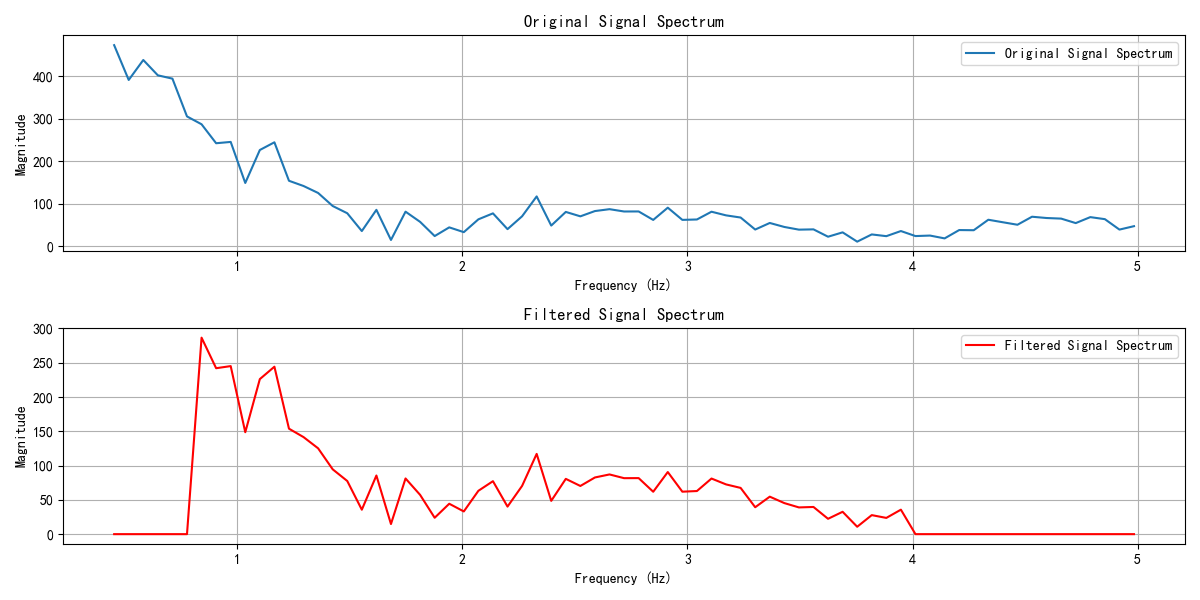 Original Signal Spectrum
Original Signal Spectrum
Magnitude
400
300
200
100
0
1
2
3
4
5
Frequency (Hz)
Filtered Signal Spectrum
Filtered Signal Spectrum
Magnitude
300
250
200
150
100
50
0
1
2
3
4
5
Frequency (Hz)